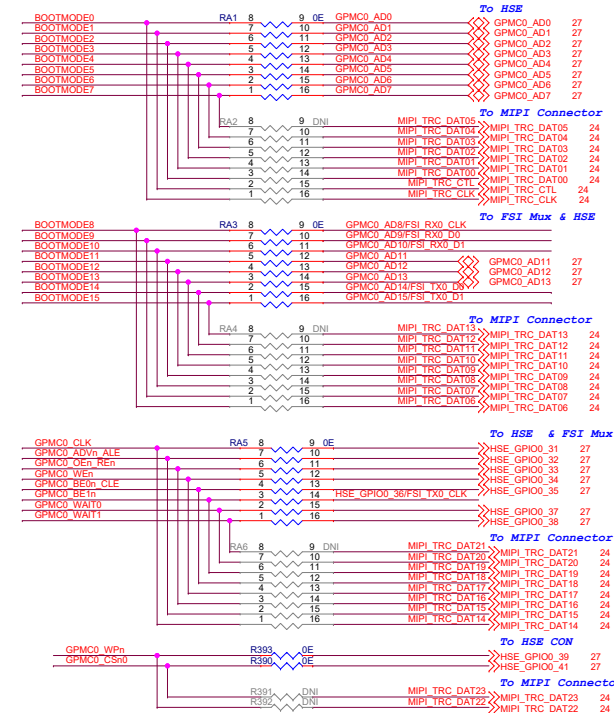 To HSE
BOOTMODE0 RA1 8 9 0E GPMC0_AD0 GPMC0_AD0 27
BOOTMODE1 7 10 GPMC0_AD1 GPMC0_AD1 27
BOOTMODE2 6 11 GPMC0_AD2 GPMC0_AD2 27
BOOTMODE3 5 12 GPMC0_AD3 GPMC0_AD3 27
BOOTMODE4 4 13 GPMC0_AD4 GPMC0_AD4 27
BOOTMODE5 3 14 GPMC0_AD5 GPMC0_AD5 27
BOOTMODE6 2 15 GPMC0_AD6 GPMC0_AD6 27
BOOTMODE7 1 16 GPMC0_AD7 GPMC0_AD7 27
To MIPI Connector
RA2 8 9 DNI MIPI_TRC_DAT05 MIPI_TRC_DAT05 24
7 10 MIPI_TRC_DAT04 MIPI_TRC_DAT04 24
6 11 MIPI_TRC_DAT03 MIPI_TRC_DAT03 24
5 12 MIPI_TRC_DAT02 MIPI_TRC_DAT02 24
4 13 MIPI_TRC_DAT01 MIPI_TRC_DAT01 24
3 14 MIPI_TRC_DAT00 MIPI_TRC_DAT00 24
2 15 MIPI_TRC_CTL MIPI_TRC_CTL 24
1 16 MIPI_TRC_CLK MIPI_TRC_CLK 24
To FSI Mux & HSE
BOOTMODE8 RA3 8 9 0E GPMC0_AD8/FSI_RX0_CLK
BOOTMODE9 7 10 GPMC0_AD9/FSI_RX0_D0
BOOTMODE10 6 11 GPMC0_AD10/FSI_RX0_D1
BOOTMODE11 5 12 GPMC0_AD11 GPMC0_AD11 27
BOOTMODE12 4 13 GPMC0_AD12 GPMC0_AD12 27
BOOTMODE13 3 14 GPMC0_AD13 GPMC0_AD13 27
BOOTMODE14 2 15 GPMC0_AD14/FSI_TX0_D0
BOOTMODE15 1 16 GPMC0_AD15/FSI_TX0_D1
To MIPI Connector
RA4 8 9 DNI MIPI_TRC_DAT13 MIPI_TRC_DAT13 24
7 10 MIPI_TRC_DAT12 MIPI_TRC_DAT12 24
6 11 MIPI_TRC_DAT11 MIPI_TRC_DAT11 24
5 12 MIPI_TRC_DAT10 MIPI_TRC_DAT10 24
4 13 MIPI_TRC_DAT09 MIPI_TRC_DAT09 24
3 14 MIPI_TRC_DAT08 MIPI_TRC_DAT08 24
2 15 MIPI_TRC_DAT07 MIPI_TRC_DAT07 24
1 16 MIPI_TRC_DAT06 MIPI_TRC_DAT06 24
To HSE & FSI Mux
GPMC0_CLK RA5 8 9 0E HSE_GPIO0_31 27
GPMC0_ADVn_ALE 7 10 HSE_GPIO0_32 27
GPMC0_OEn_REn 6 11 HSE_GPIO0_33 27
GPMC0_WEn 5 12 HSE_GPIO0_34 27
GPMC0_BE0n_CLE 4 13 HSE_GPIO0_35 27
GPMC0_BE1n 3 14 HSE_GPIO0_36/FSI_TX0_CLK
GPMC0_WAIT0 2 15 HSE_GPIO0_37 27
GPMC0_WAIT1 1 16 HSE_GPIO0_38 27
To MIPI Connector
RA6 8 9 DNI MIPI_TRC_DAT21 MIPI_TRC_DAT21 24
7 10 MIPI_TRC_DAT20 MIPI_TRC_DAT20 24
6 11 MIPI_TRC_DAT19 MIPI_TRC_DAT19 24
5 12 MIPI_TRC_DAT18 MIPI_TRC_DAT18 24
4 13 MIPI_TRC_DAT17 MIPI_TRC_DAT17 24
3 14 MIPI_TRC_DAT16 MIPI_TRC_DAT16 24
2 15 MIPI_TRC_DAT15 MIPI_TRC_DAT15 24
1 16 MIPI_TRC_DAT14 MIPI_TRC_DAT14 24
To HSE CON
GPMC0_WPn R393 0E HSE_GPIO0_39 27
GPMC0_CSn0 R390 0E HSE_GPIO0_41 27
To MIPI Connecto
R391 DNI MIPI_TRC_DAT23 MIPI_TRC_DAT23 24
R392 DNI MIPI_TRC_DAT22 MIPI_TRC_DAT22 24